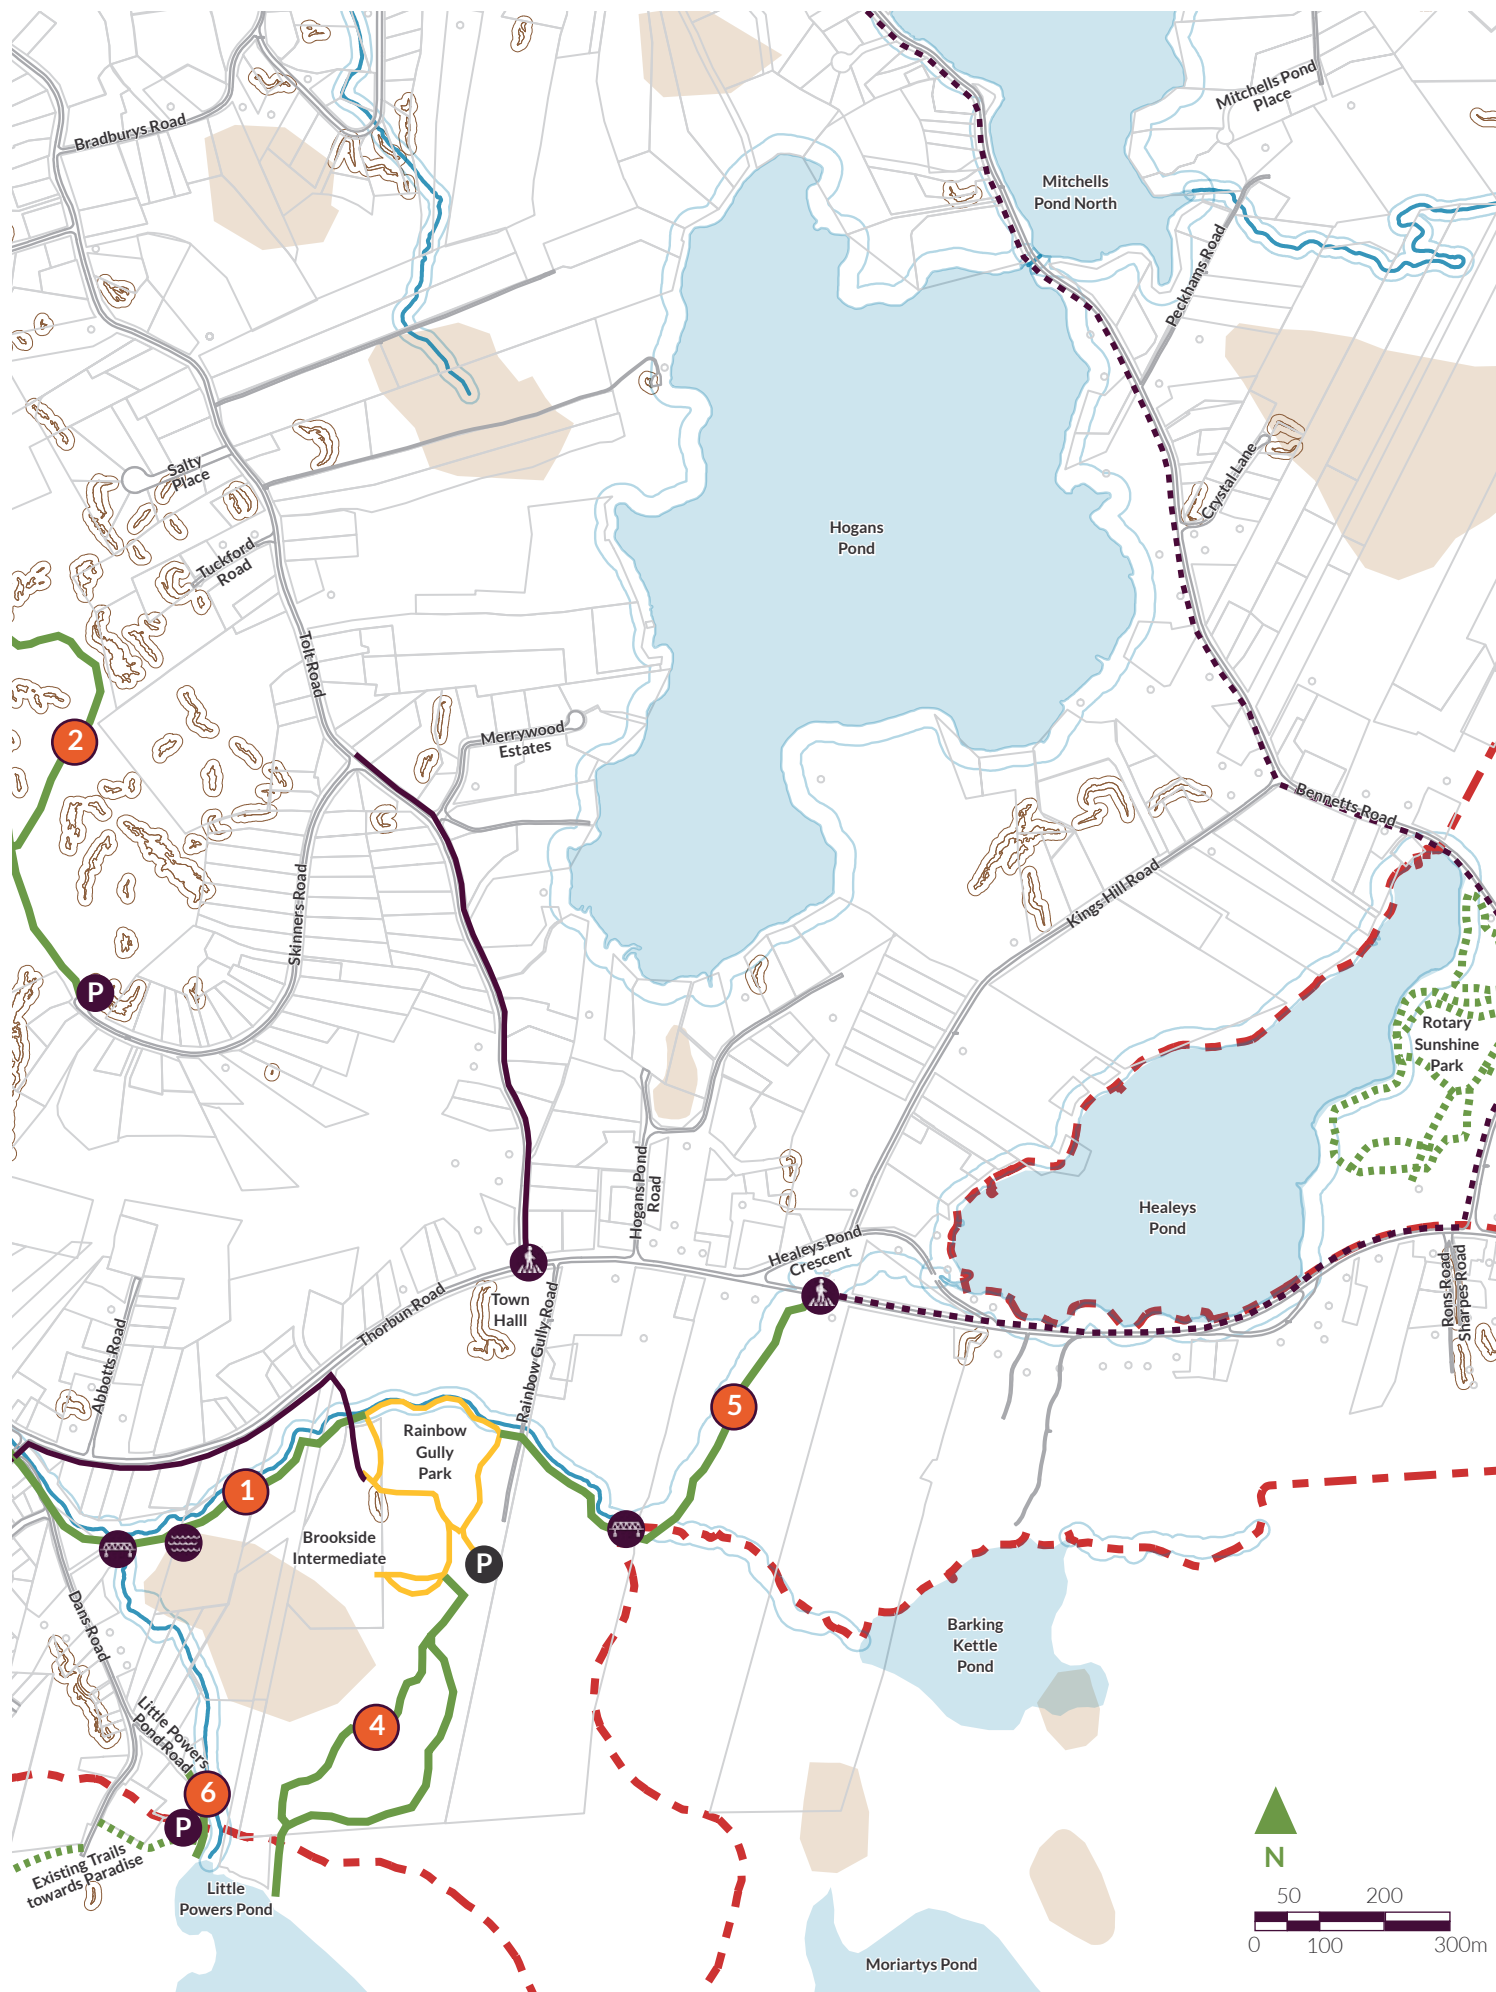 Mitchells Pond
Place
Bradburys Road
Mitchells
Pond North
Peckhams Road
Salty
Place
Crystal Lane
Hogans
Pond
Tuckford
Road
Tolt Road
2
Merrywood
Estates
Bennetts Road
Kings Hill Road
Skinners Road
P
Rotary
Sunshine
Park
Hogans Pond
Road
Healeys
Pond
Healeys Pond
Crescent
Town
Halll
Thorbun Road
Rainbow Gully Road
Abbotts Road
Rons Road
Sharpes Road
5
Rainbow
Gully
Park
1
Brookside
Intermediate
P
Dans Road
Barking
Kettle
Pond
Little Powers
Pond Road
4
6
P
Existing Trails
towards Paradise
Little
Powers Pond
Moriartys Pond
N
50 200
0 100 300m